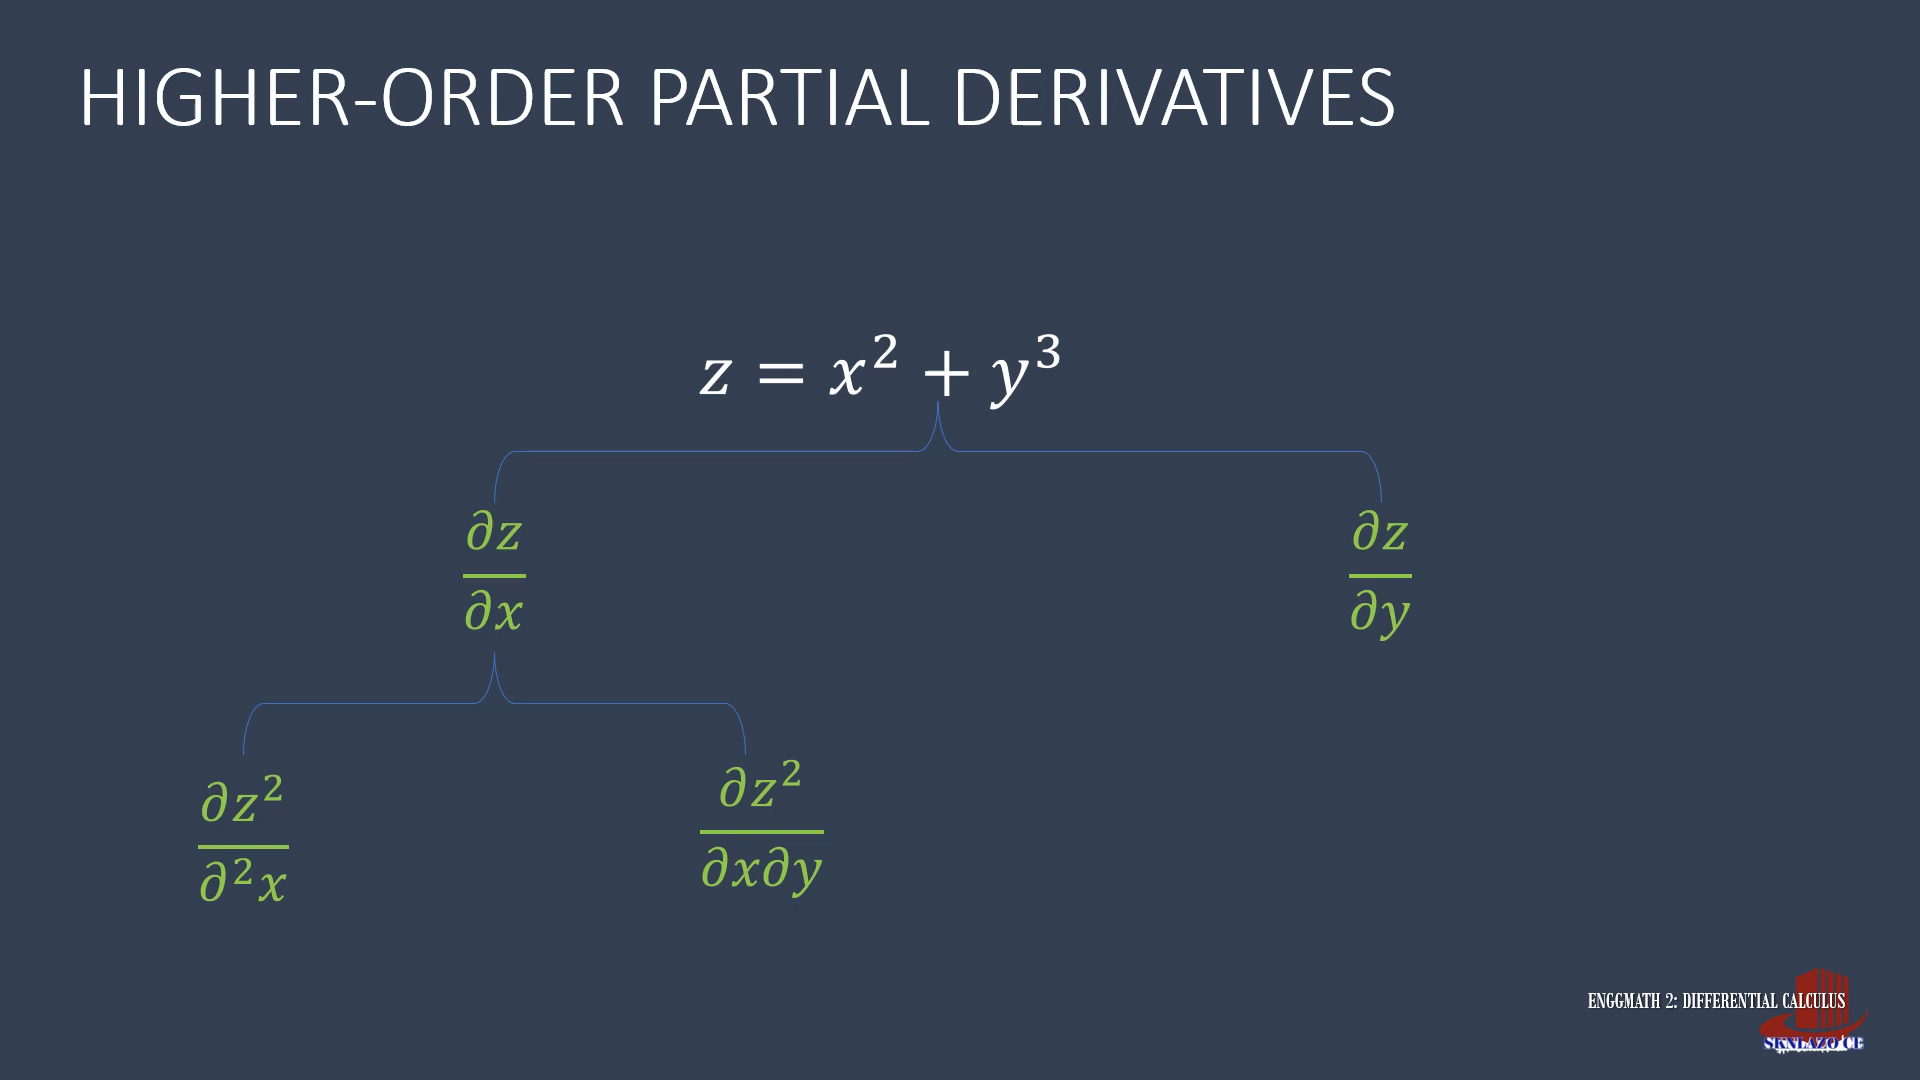 HIGHER-ORDER PARTIAL DERIVATIVES
z = x² + y³
∂z/∂x
∂z/∂y
∂z²/∂²x
∂z²/∂x∂y
ENGGMATH 2: DIFFERENTIAL CALCULUS